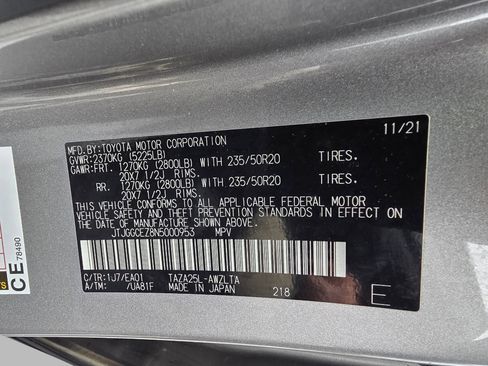 MFD.BY:TOYOTA MOTOR CORPORATION 11/21
GVWR:2370KG (5225LB)
GAWR:FRT. 1270KG (2800LB) WITH 235/50R20 TIRES.
20X7 1/2J RIMS.
RR. 1270KG (2800LB) WITH 235/50R20 TIRES.
20X7 1/2J RIMS.
THIS VEHICLE CONFORMS TO ALL APPLICABLE FEDERAL MOTOR
VEHICLE SAFETY, BUMPER, AND THEFT PREVENTION STANDARDS IN EFFECT ON
THE DATE OF MANUFACTURE SHOWN ABOVE.
JTJGGCEZ8N5000953 MPV
C/TR:1J7/EA01 TAZA25L-AWZLTA
A/TM: /UA81F MADE IN JAPAN 218 E
CE
78490